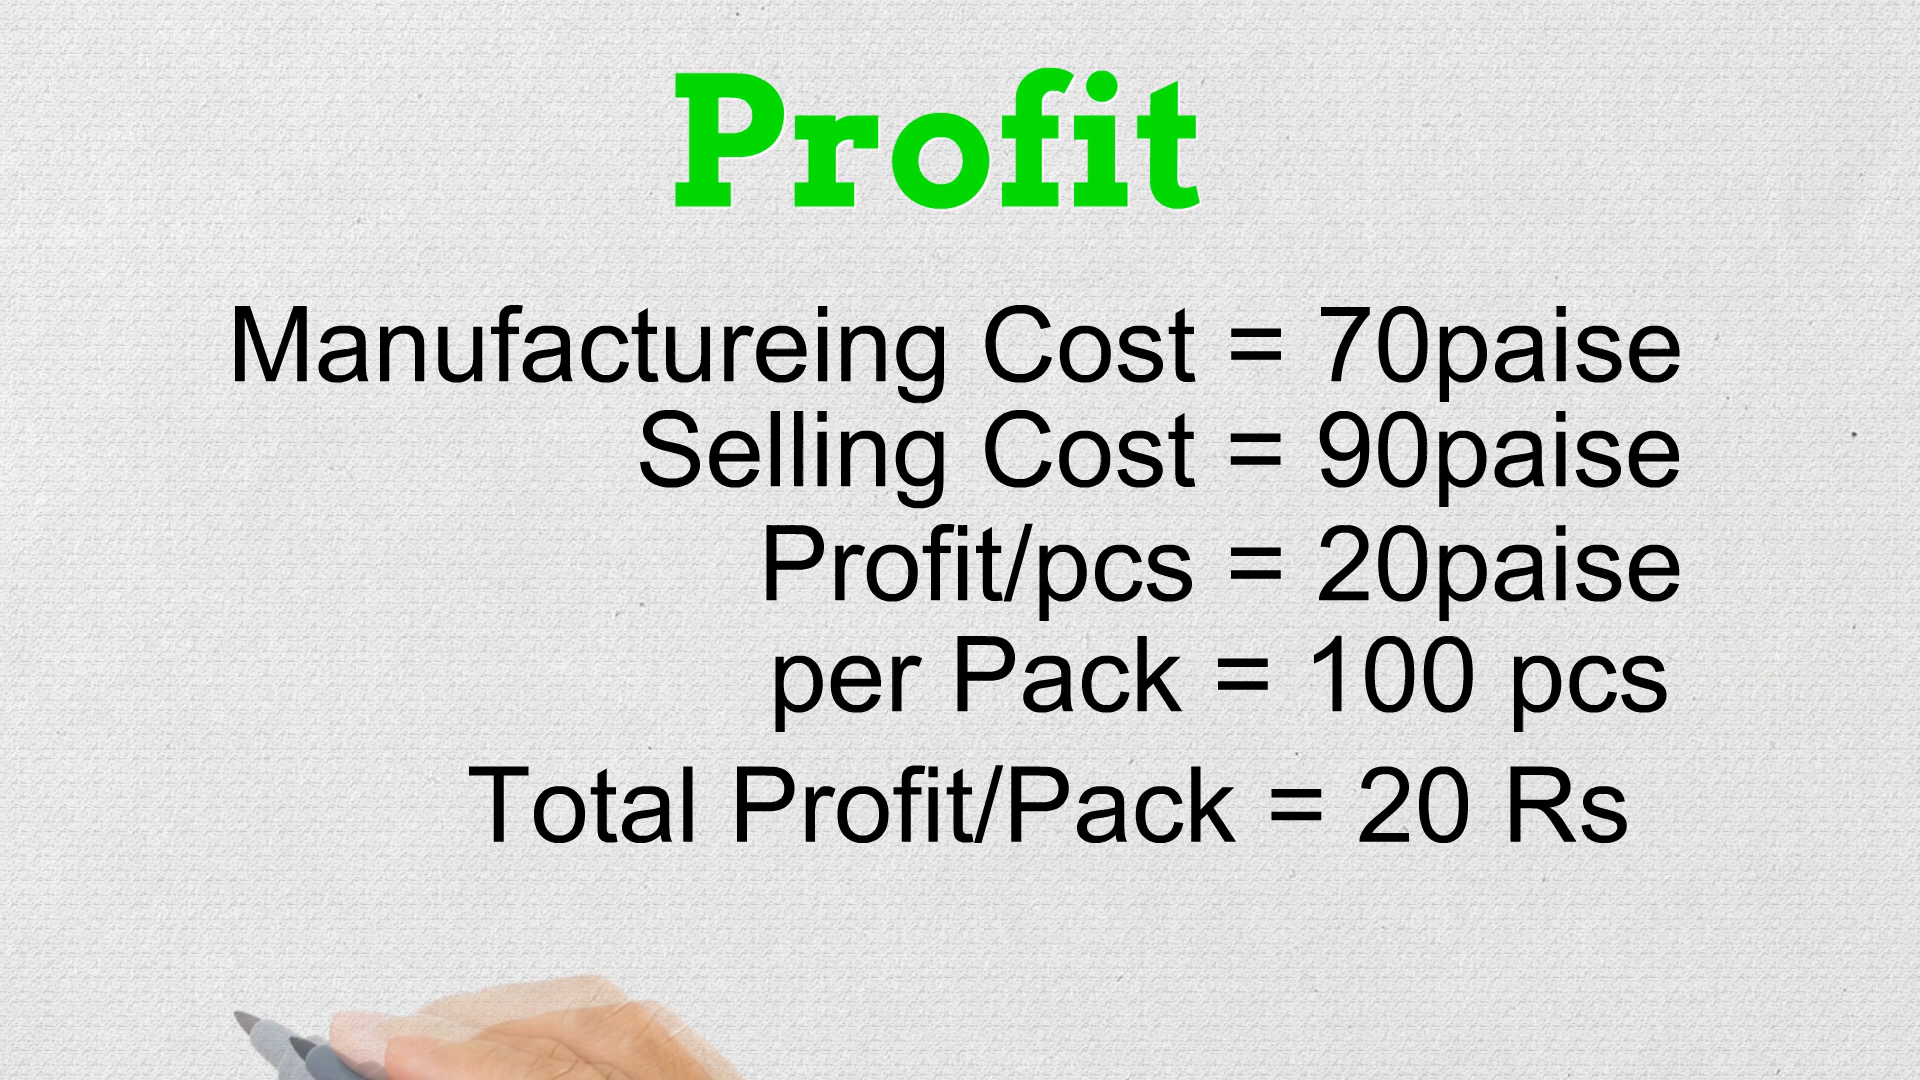 Profit
Manufactureing Cost = 70paise
Selling Cost = 90paise
Profit/pcs = 20paise
per Pack = 100 pcs
Total Profit/Pack = 20 Rs